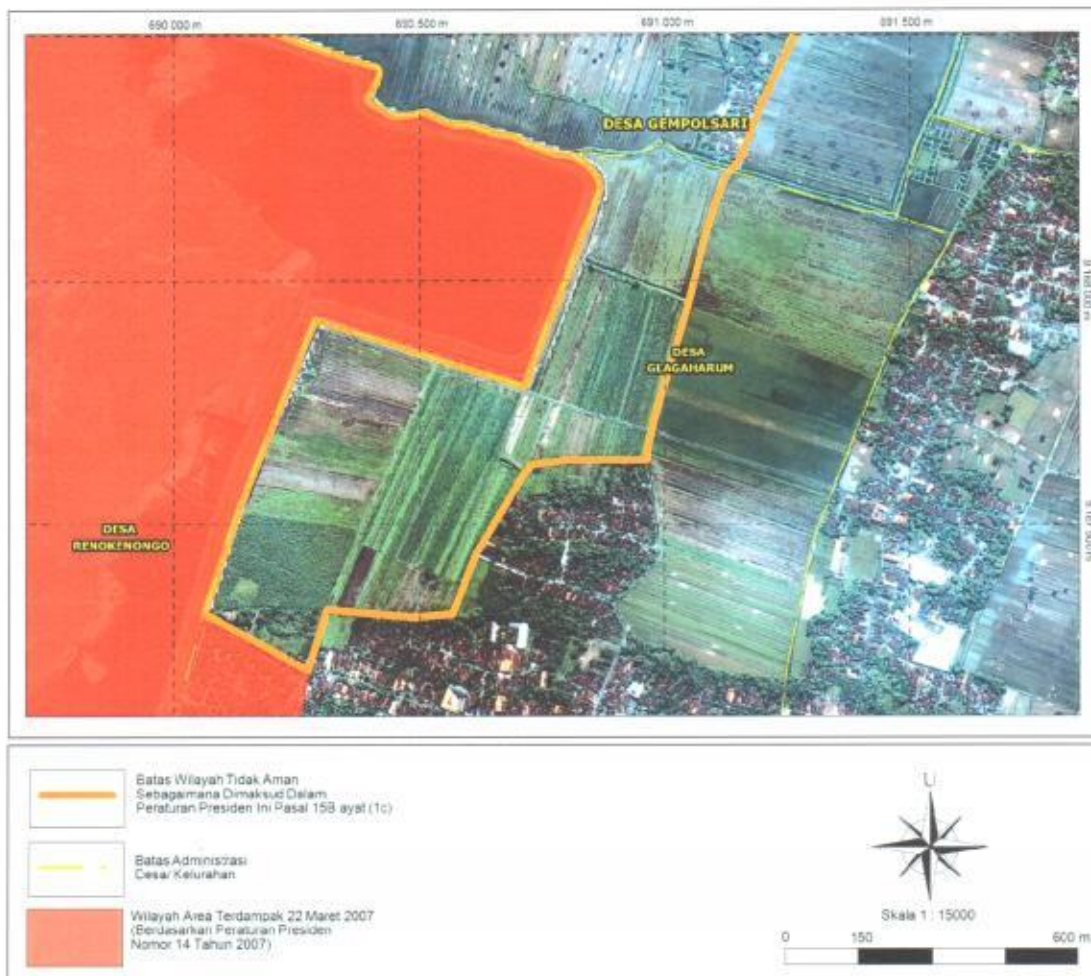 690 000 m
690 500 m
691 000 m
691 500 m
DESA GEMPOLSARI
DESA
GLAGAHARUM
DESA
RENOKENONGO
Batas Wilayah Tidak Aman
Sebagaimana Dimaksud Dalam
Peraturan Presiden Ini Pasal 15B ayat (1c)
Batas Administrasi
Desa/ Kelurahan
Wilayah Area Terdampak 22 Maret 2007
(Berdasarkan Peraturan Presiden
Nomor 14 Tahun 2007)
U
Skala 1 : 15000
0 150 600 m